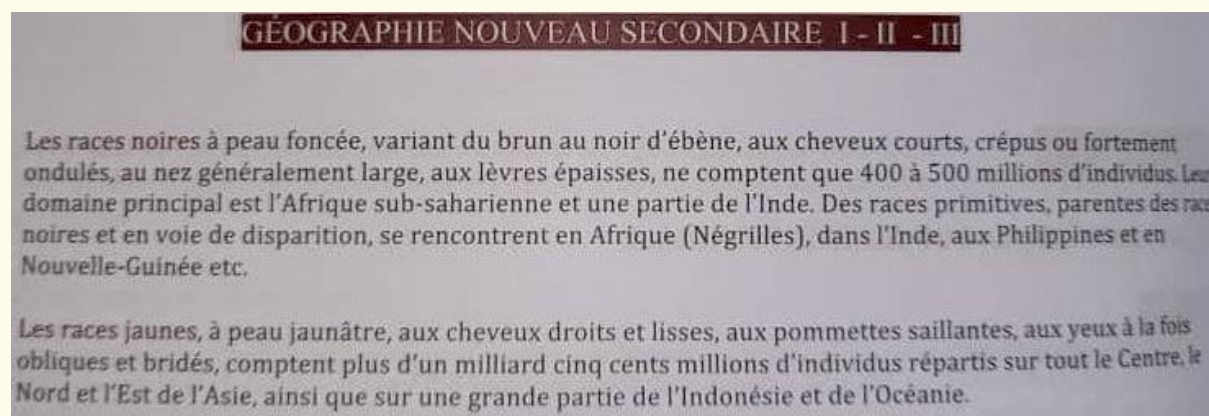 GÉOGRAPHIE NOUVEAU SECONDAIRE I - II - III
Les races noires à peau foncée, variant du brun au noir d'ébène, aux cheveux courts, crépus ou fortement
ondulés, au nez généralement large, aux lèvres épaisses, ne comptent que 400 à 500 millions d'individus. Leur
domaine principal est l'Afrique sub-saharienne et une partie de l'Inde. Des races primitives, parentes des race
noires et en voie de disparition, se rencontrent en Afrique (Négrilles), dans l'Inde, aux Philippines et en
Nouvelle-Guinée etc.
Les races jaunes, à peau jaunâtre, aux cheveux droits et lisses, aux pommettes saillantes, aux yeux à la fois
obliques et bridés, comptent plus d'un milliard cinq cents millions d'individus répartis sur tout le Centre, le
Nord et l'Est de l'Asie, ainsi que sur une grande partie de l'Indonésie et de l'Océanie.